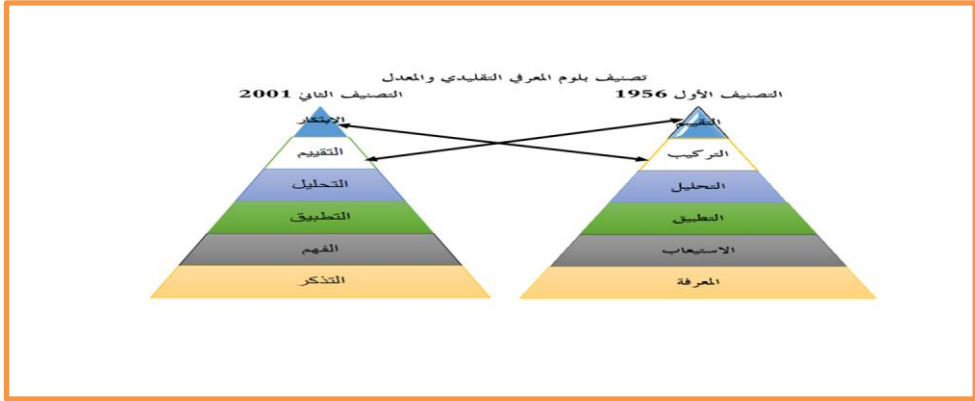 تصنيف بلوم المعرفي التقليدي والمعدل
التصنيف الأول 1956
التصنيف الثاني 2001
التقييم
التركيب
التحليل
التطبيق
الاستيعاب
المعرفة
الابتكار
التقييم
التحليل
التطبيق
الفهم
التذكر